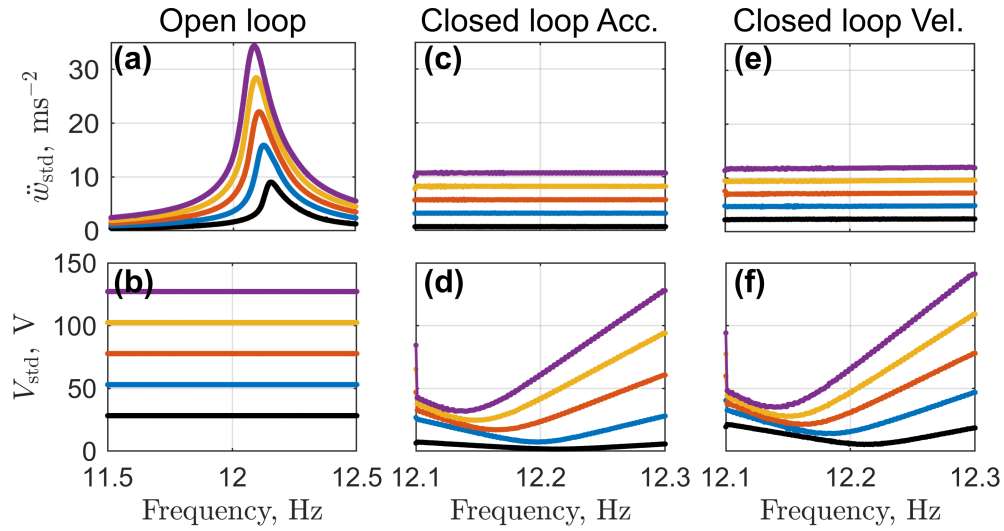 Open loop
Closed loop Acc.
Closed loop Vel.
(a)
(c)
(e)
30
20
10
0
ẅstd, ms−2
(b)
(d)
(f)
150
100
50
0
Vstd, V
11.5
12
12.5
12.1
12.2
12.3
12.1
12.2
12.3
Frequency, Hz
Frequency, Hz
Frequency, Hz